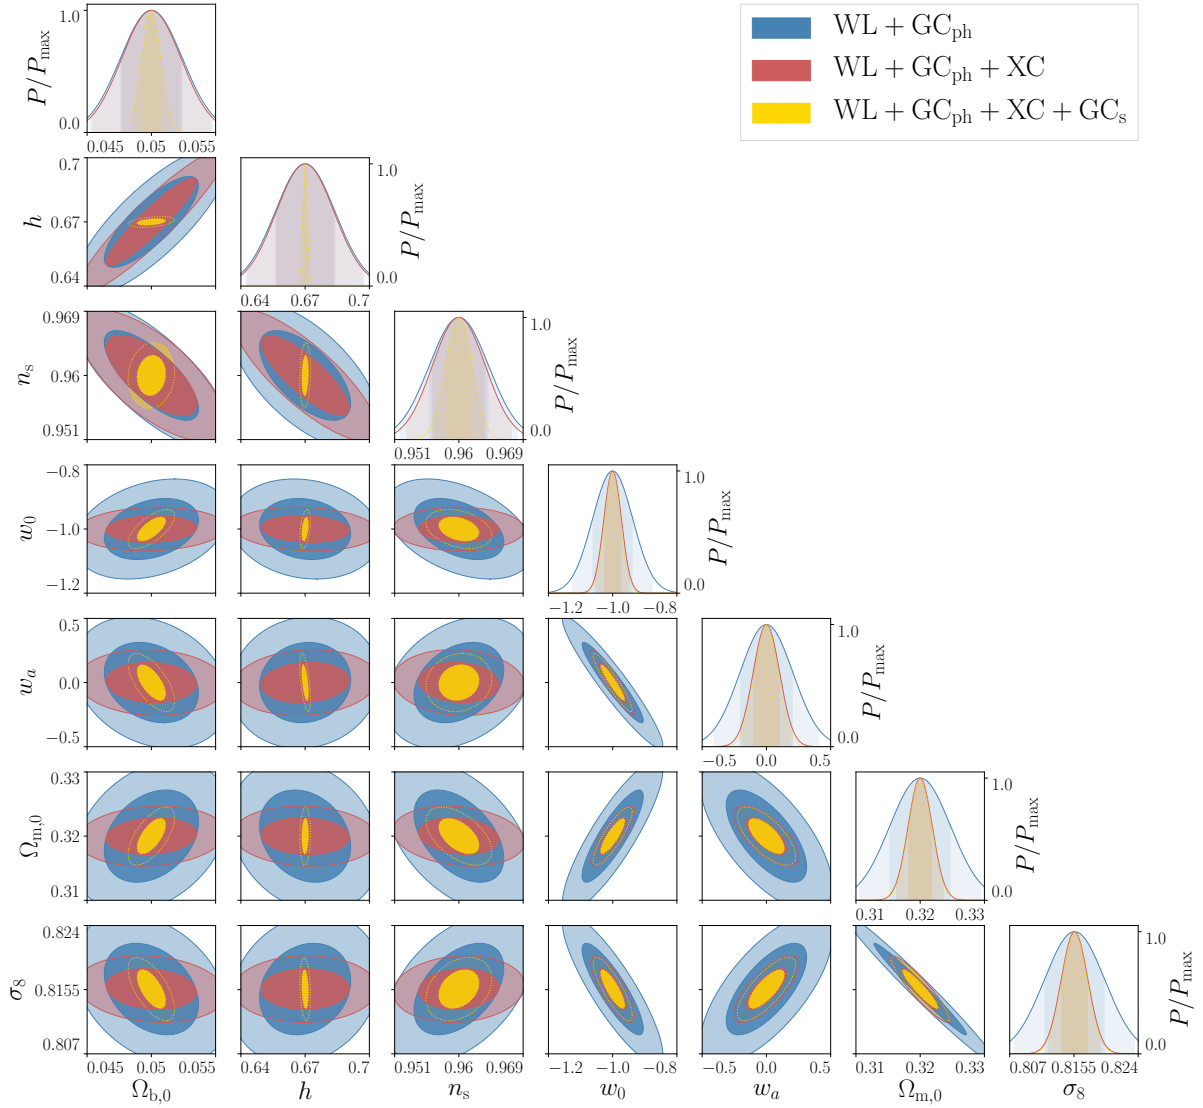 WL + GC_ph
WL + GC_ph + XC
WL + GC_ph + XC + GC_s
P/P_max
1.0
0.0
0.045 0.05 0.055
h
0.7
0.67
0.64
1.0
0.0
P/P_max
0.64 0.67 0.7
n_s
0.969
0.96
0.951
1.0
0.0
P/P_max
0.951 0.96 0.969
w_0
−0.8
−1.0
−1.2
1.0
0.0
P/P_max
−1.2 −1.0 −0.8
w_a
0.5
0.0
−0.5
1.0
0.0
P/P_max
−0.5 0.0 0.5
Ω_m,0
0.33
0.32
0.31
1.0
0.0
P/P_max
0.31 0.32 0.33
σ_8
0.824
0.8155
0.807
1.0
0.0
P/P_max
0.045 0.05 0.055 0.64 0.67 0.7 0.951 0.96 0.969 −1.2 −1.0 −0.8 −0.5 0.0 0.5 0.31 0.32 0.33 0.807 0.8155 0.824
Ω_b,0 h n_s w_0 w_a Ω_m,0 σ_8